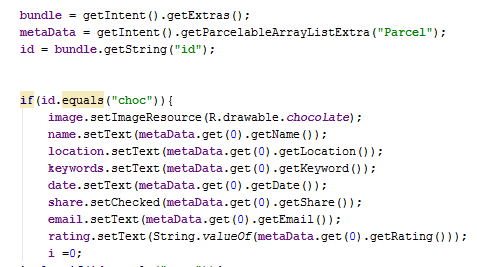 bundle = getIntent().getExtras();
metaData = getIntent().getParcelableArrayListExtra("Parcel");
id = bundle.getString("id");
if(id.equals("choc")){
image.setImageResource(R.drawable.chocolate);
name.setText(metaData.get(0).getName());
location.setText(metaData.get(0).getLocation());
keywords.setText(metaData.get(0).getKeyword());
date.setText(metaData.get(0).getDate());
share.setChecked(metaData.get(0).getShare());
email.setText(metaData.get(0).getEmail());
rating.setText(String.valueOf(metaData.get(0).getRating()));
i =0;